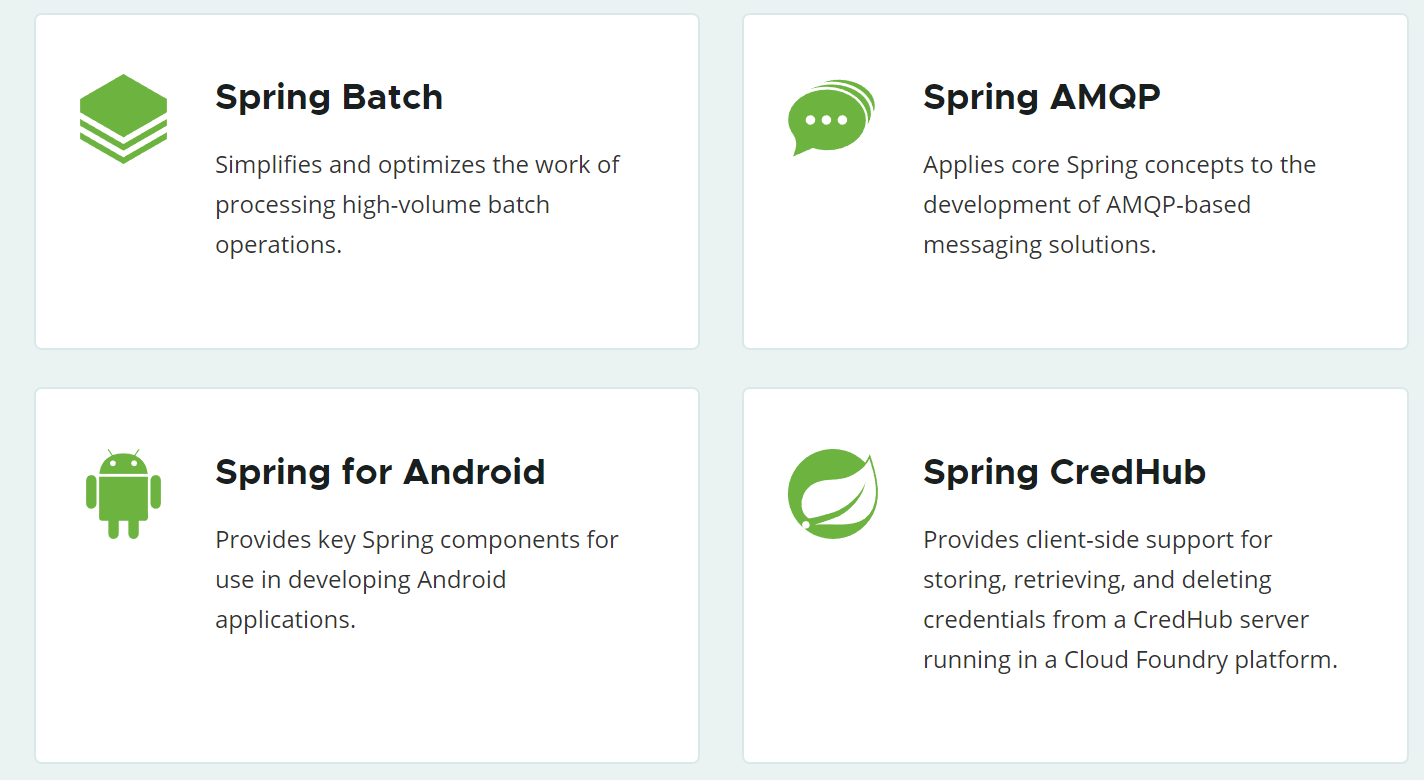 Spring Batch
Simplifies and optimizes the work of
processing high-volume batch
operations.
Spring AMQP
Applies core Spring concepts to the
development of AMQP-based
messaging solutions.
Spring for Android
Provides key Spring components for
use in developing Android
applications.
Spring CredHub
Provides client-side support for
storing, retrieving, and deleting
credentials from a CredHub server
running in a Cloud Foundry platform.